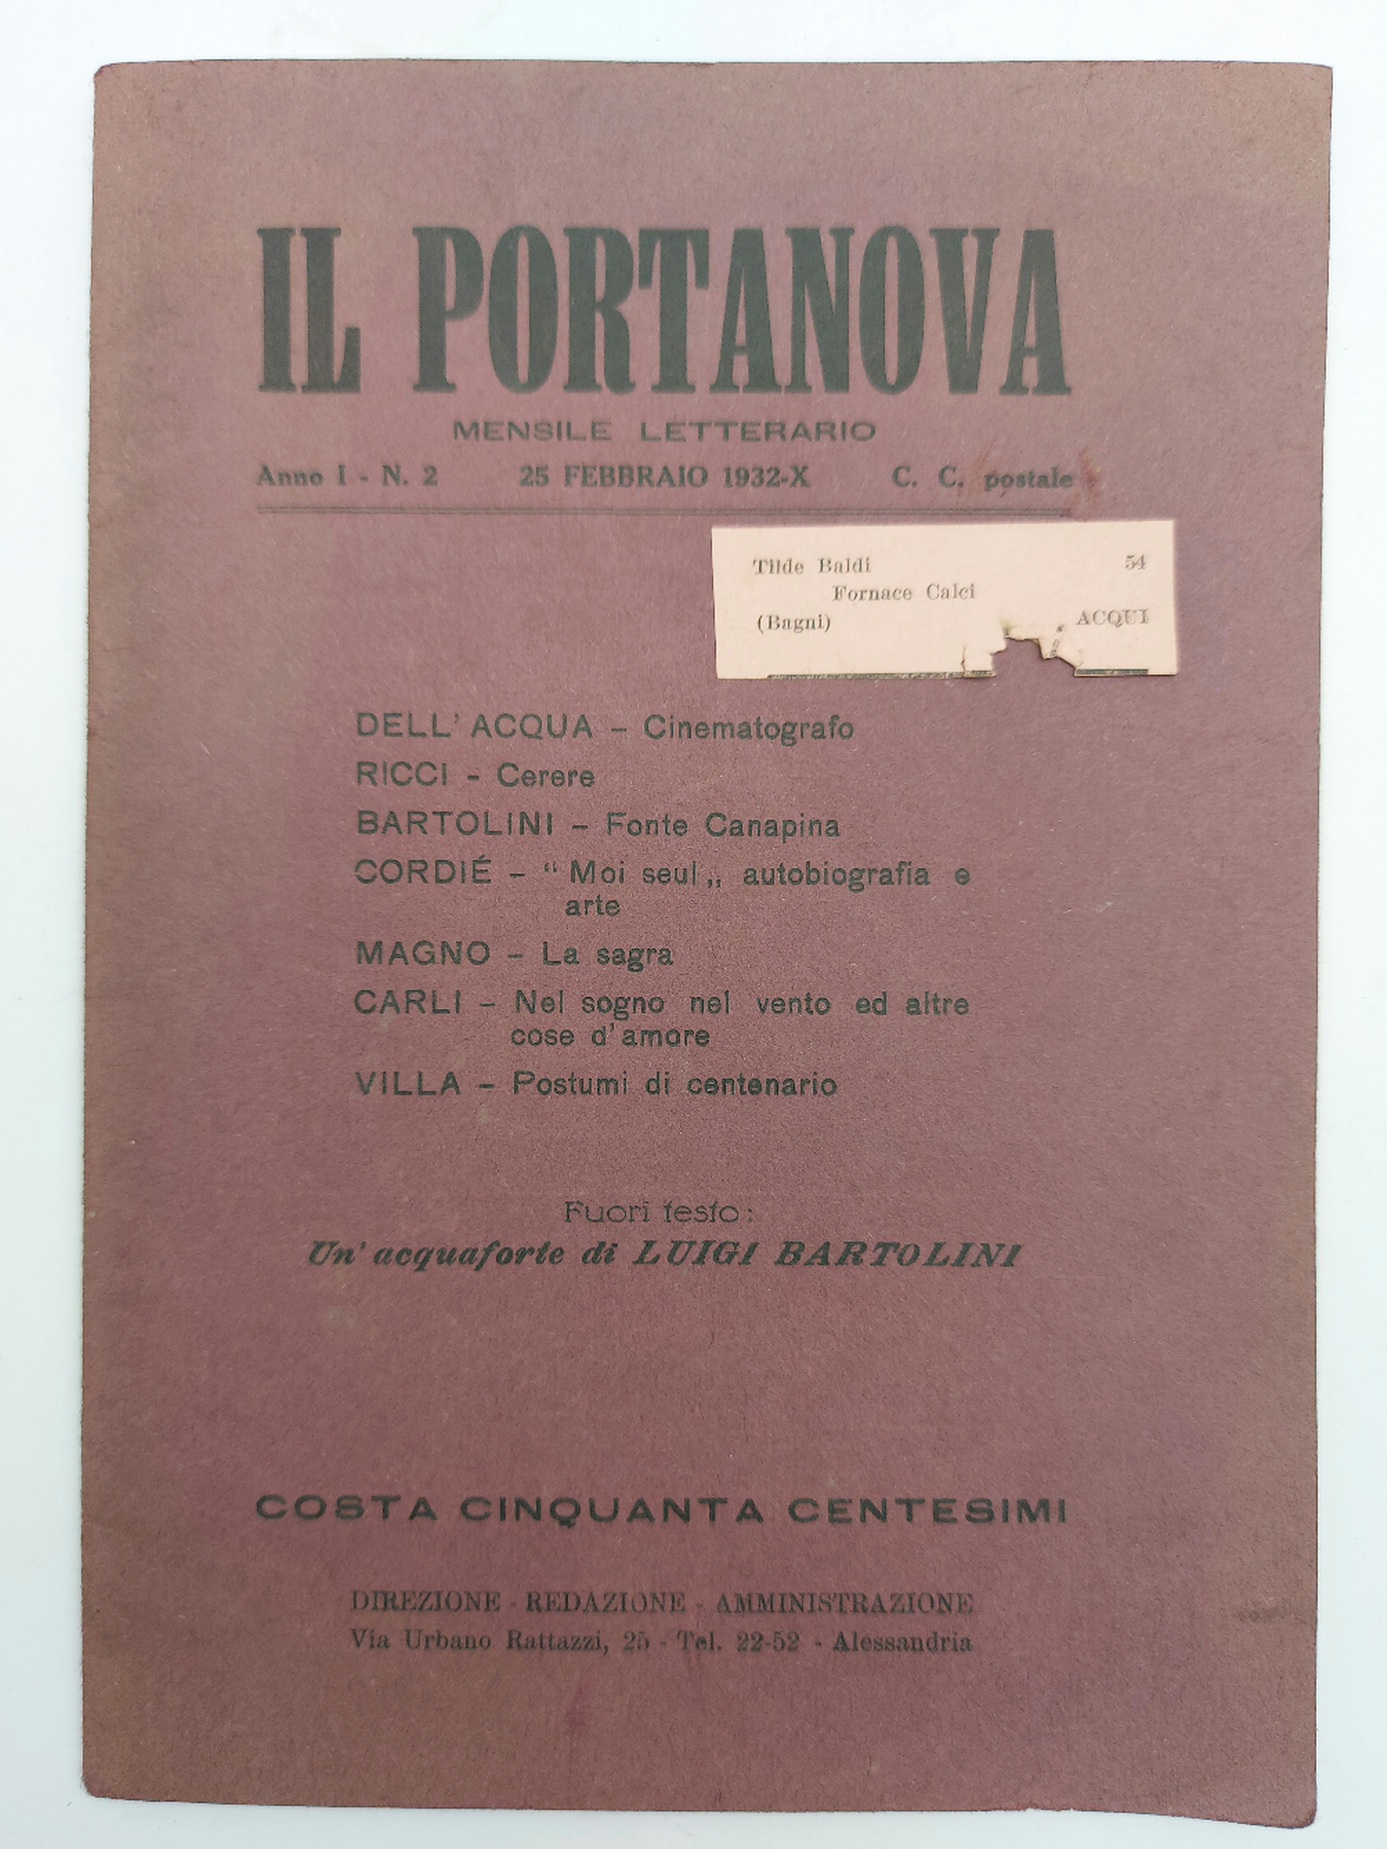 IL PORTANOVA
MENSILE LETTERARIO
Anno I - N. 2 25 FEBBRAIO 1932-X C. C. postale
Tilde Baldi 54
Fornace Calci
(Bagni) ACQUI
DELL' ACQUA - Cinematografo
RICCI - Cerere
BARTOLINI - Fonte Canapina
CORDIÉ - “ Moi seul „ autobiografia e
arte
MAGNO - La sagra
CARLI - Nel sogno nel vento ed altre
cose d' amore
VILLA - Postumi di centenario
Fuori testo:
Un' acquaforte di LUIGI BARTOLINI
COSTA CINQUANTA CENTESIMI
DIREZIONE - REDAZIONE - AMMINISTRAZIONE
Via Urbano Rattazzi, 25 - Tel. 22-52 - Alessandria